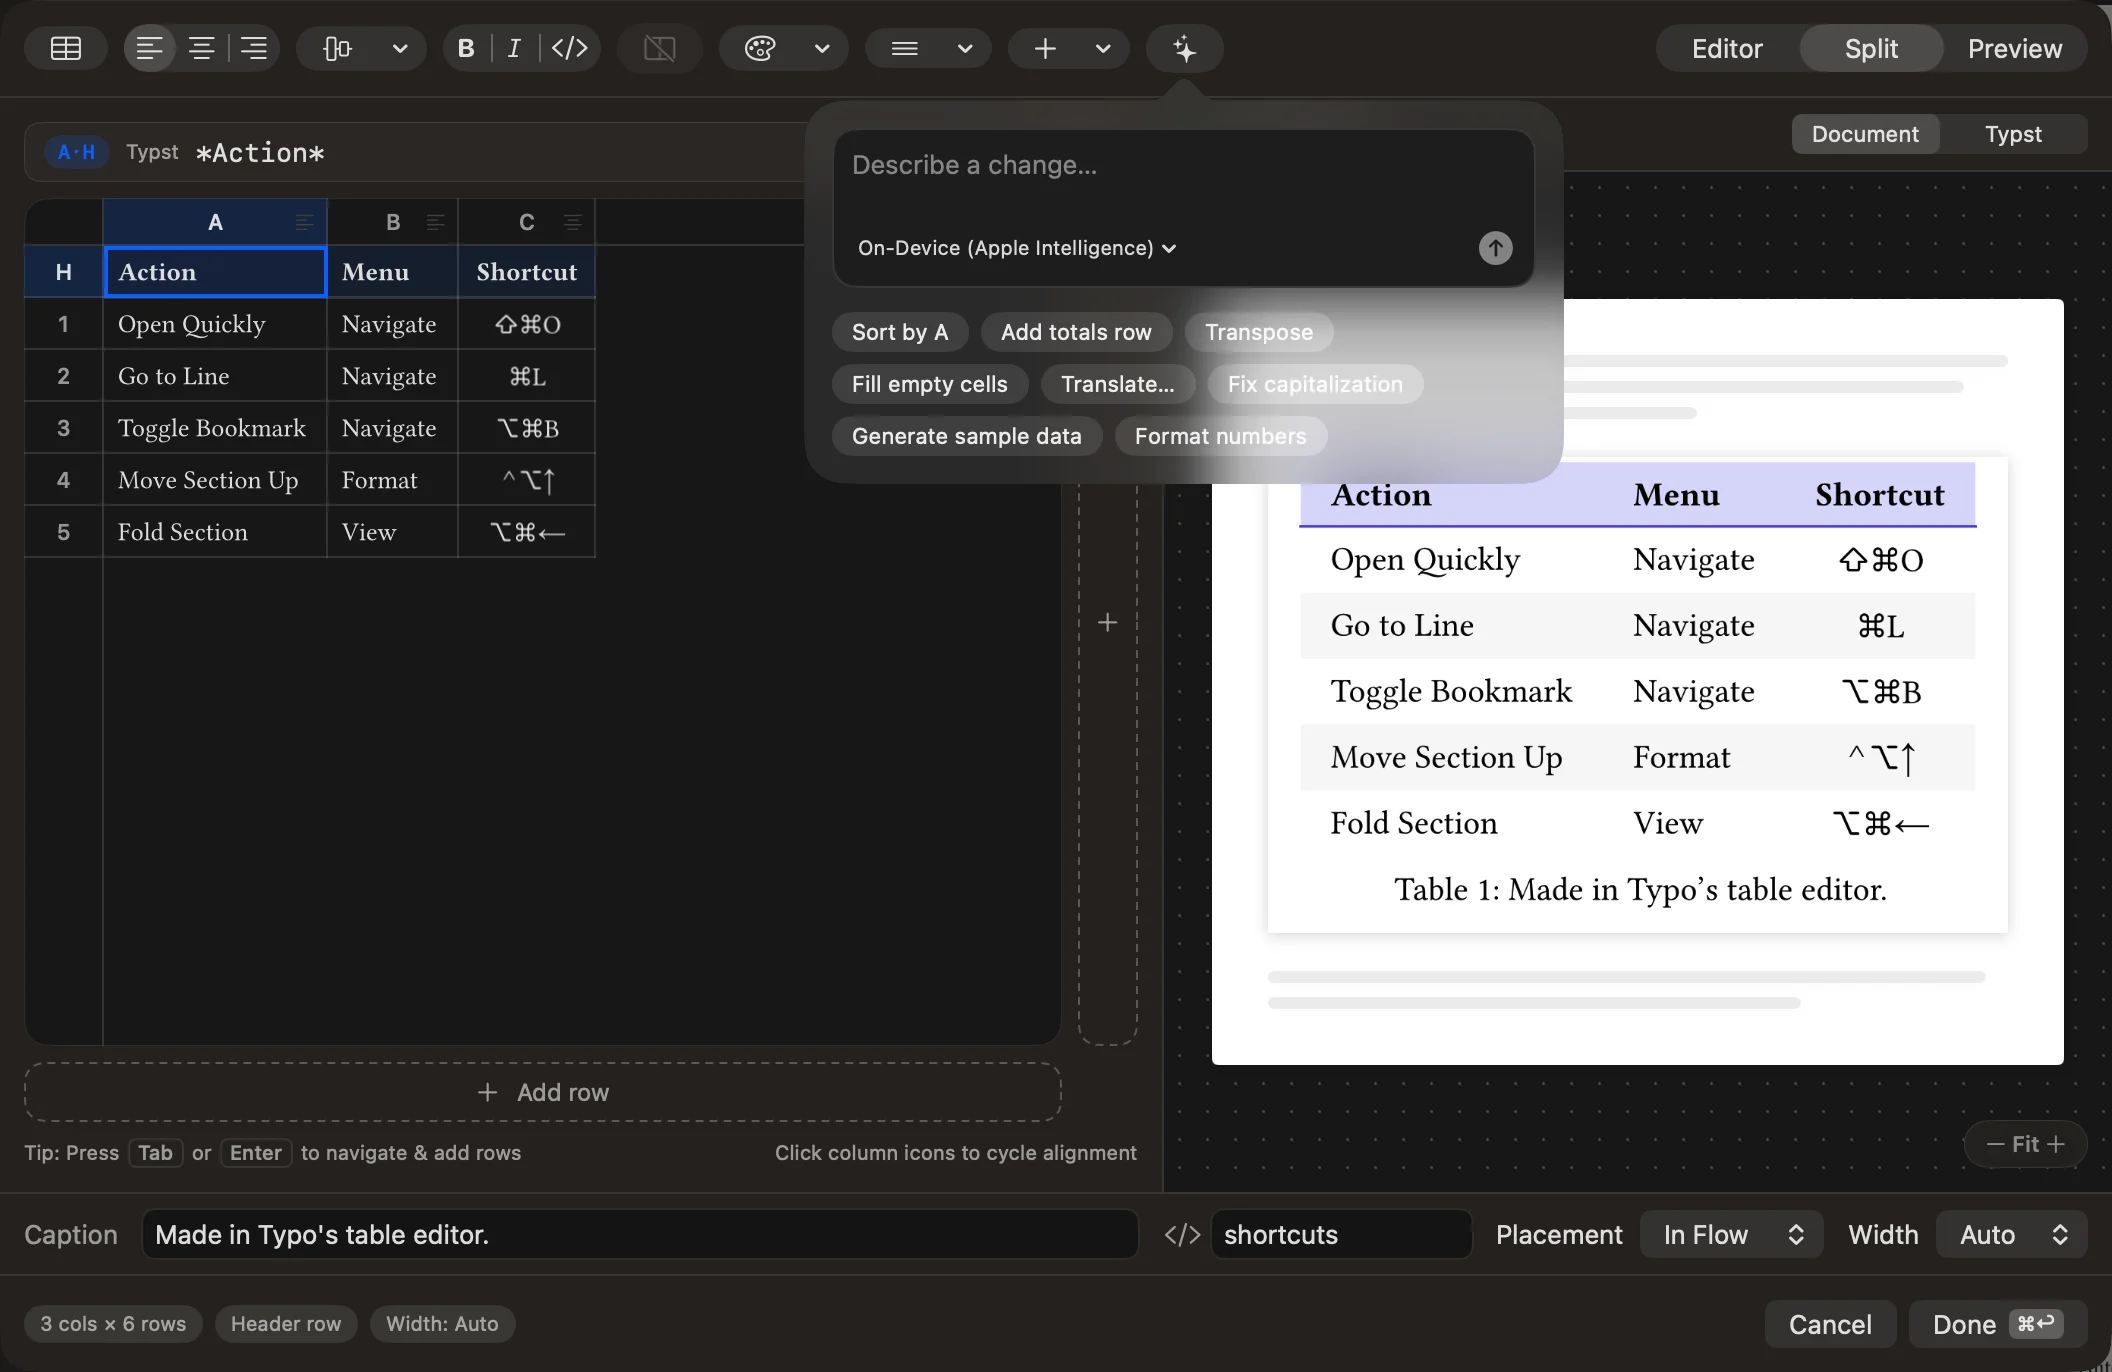 B I </>
Editor Split Preview
A·H Typst *Action*
Document Typst
Describe a change...
On-Device (Apple Intelligence)
Sort by A Add totals row Transpose
Fill empty cells Translate... Fix capitalization
Generate sample data Format numbers
A B C
H Action Menu Shortcut
1 Open Quickly Navigate ⇧⌘O
2 Go to Line Navigate ⌘L
3 Toggle Bookmark Navigate ⌥⌘B
4 Move Section Up Format ^⌥↑
5 Fold Section View ⌥⌘←
+ Add row
Tip: Press Tab or Enter to navigate & add rows
Click column icons to cycle alignment
Action Menu Shortcut
Open Quickly Navigate ⇧⌘O
Go to Line Navigate ⌘L
Toggle Bookmark Navigate ⌥⌘B
Move Section Up Format ^⌥↑
Fold Section View ⌥⌘←
Table 1: Made in Typo’s table editor.
— Fit +
Caption Made in Typo's table editor. </> shortcuts Placement In Flow Width Auto
3 cols × 6 rows Header row Width: Auto
Cancel Done ⌘↩